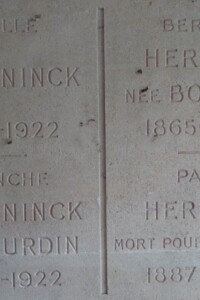 LLE
NINCK
-1922
NCHE
NINCK
URDIN
-1922
BER
HER
NÉE BO
1865
PA
HER
MORT POUR
1887